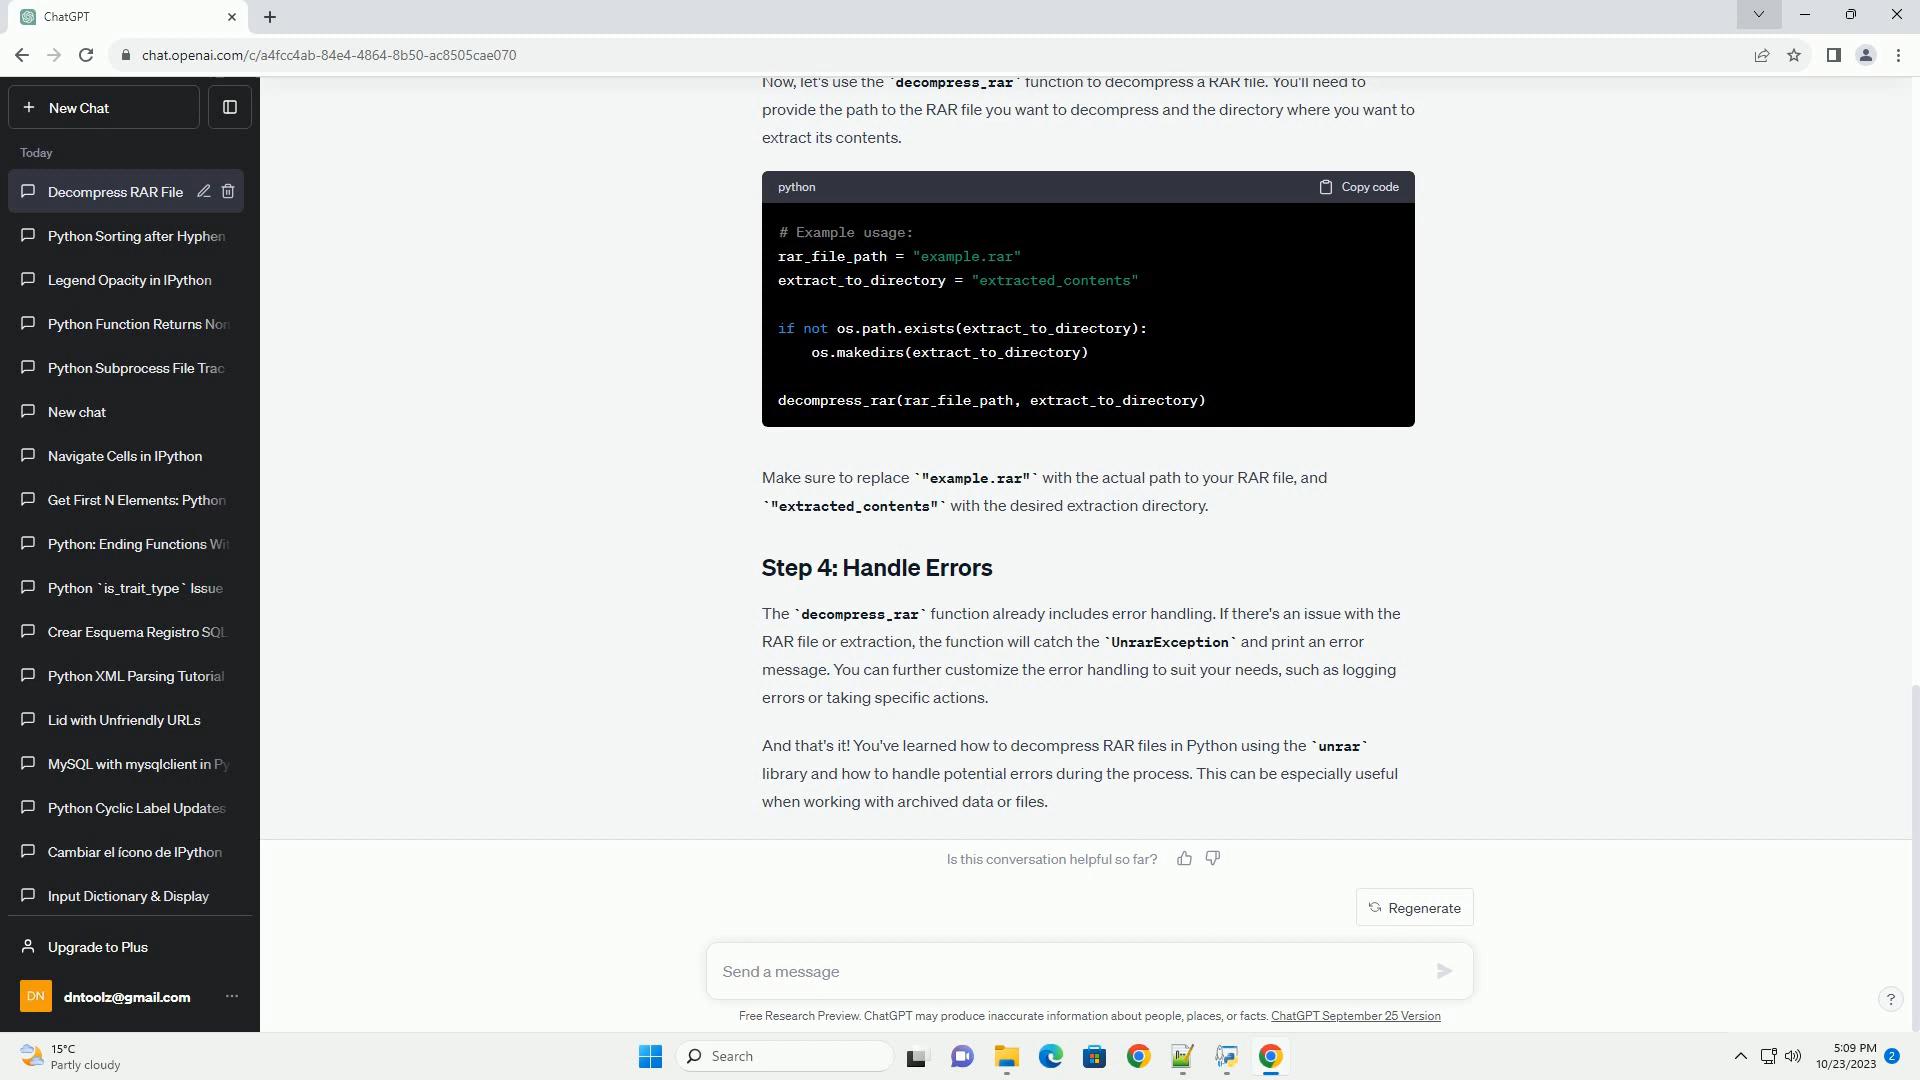 ChatGPT
chat.openai.com/c/a4fcc4ab-84e4-4864-8b50-ac8505cae070
New Chat
Today
Decompress RAR File
Python Sorting after Hyphen
Legend Opacity in IPython
Python Function Returns Non
Python Subprocess File Trac
New chat
Navigate Cells in IPython
Get First N Elements: Python
Python: Ending Functions Wit
Python `is_trait_type` Issue
Crear Esquema Registro SQL
Python XML Parsing Tutorial
Lid with Unfriendly URLs
MySQL with mysqlclient in Py
Python Cyclic Label Updates
Cambiar el ícono de IPython
Input Dictionary & Display
Upgrade to Plus
DN
dntoolz@gmail.com
Now, let's use the `decompress_rar` function to decompress a RAR file. You'll need to
provide the path to the RAR file you want to decompress and the directory where you want to
extract its contents.
python
Copy code
# Example usage:
rar_file_path = "example.rar"
extract_to_directory = "extracted_contents"
if not os.path.exists(extract_to_directory):
    os.makedirs(extract_to_directory)
decompress_rar(rar_file_path, extract_to_directory)
Make sure to replace `"example.rar"` with the actual path to your RAR file, and
`"extracted_contents"` with the desired extraction directory.
Step 4: Handle Errors
The `decompress_rar` function already includes error handling. If there's an issue with the
RAR file or extraction, the function will catch the `UnrarException` and print an error
message. You can further customize the error handling to suit your needs, such as logging
errors or taking specific actions.
And that's it! You've learned how to decompress RAR files in Python using the `unrar`
library and how to handle potential errors during the process. This can be especially useful
when working with archived data or files.
Is this conversation helpful so far?
Regenerate
Send a message
Free Research Preview. ChatGPT may produce inaccurate information about people, places, or facts. ChatGPT September 25 Version
?
15°C
Partly cloudy
Search
5:09 PM
10/23/2023
2